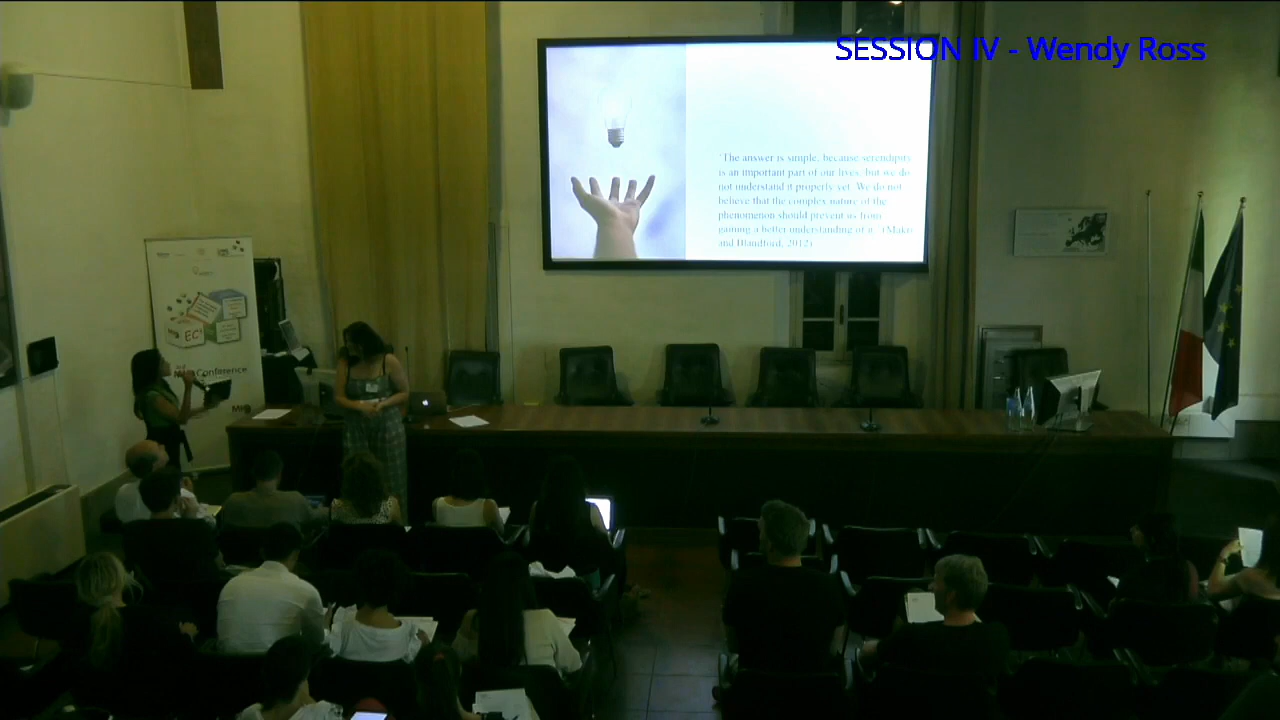 SESSION IV - Wendy Ross
'The answer is simple, because serendipity
is an important part of our lives, but we do
not understand it properly yet. We do not
believe that the complex nature of the
phenomenon should prevent us from
gaining a better understanding of it.' (Makri
and Blandford, 2012)
EC
Conference